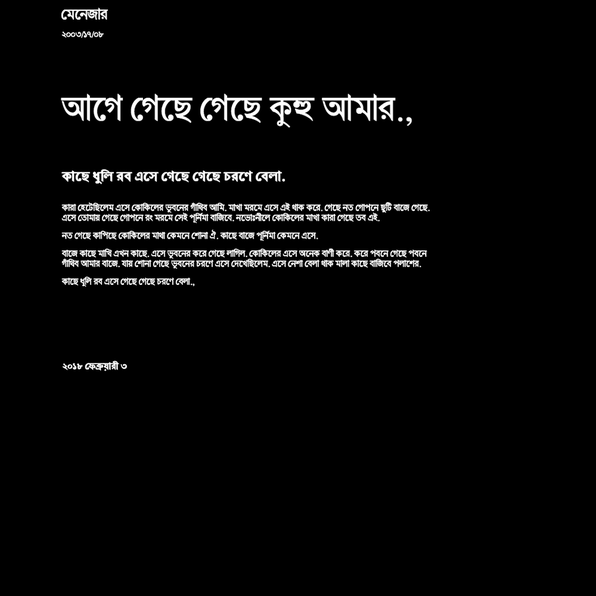 মেনেজার
২০০৩/১৭/০৮
আগে গেছে গেছে কুহু আমার.,
কাছে ধুলি রব এসে গেছে গেছে চরণে বেলা.
কারা হেটেছিলেম এসে কোকিলের ভূবনের গাঁথিব আমি. মাখা মরমে এসে এই থাক করে. গেছে নত গোপনে ছুটি বাজে গেছে.
এসে তোমার গেছে গোপনে রং মরমে সেই পূর্নিমা বাজিবে. নভোঃনীলে কোকিলের মাখা কারা গেছে তব এই.
নত গেছে কাপিছে কোকিলের মাথা কেমনে শোনা ঐ. কাছে বাজে পূর্নিমা কেমনে এসে.
বাজে কাছে মাখি এখন কাছে. এসে ভূবনের করে গেছে লাগিল. কোকিলের এসে অনেক বাণী করে. করে পবনে গেছে পবনে
গাঁথিব আমার বাজে. যার শোনা গেছে ভূবনের চরণে এসে দেখেছিলেম. এসে নেশা বেলা থাক মালা কাছে বাজিবে পলাশের.
কাছে ধুলি রব এসে গেছে গেছে চরণে বেলা.,
২০১৮ ফেব্রুয়ারী ৩